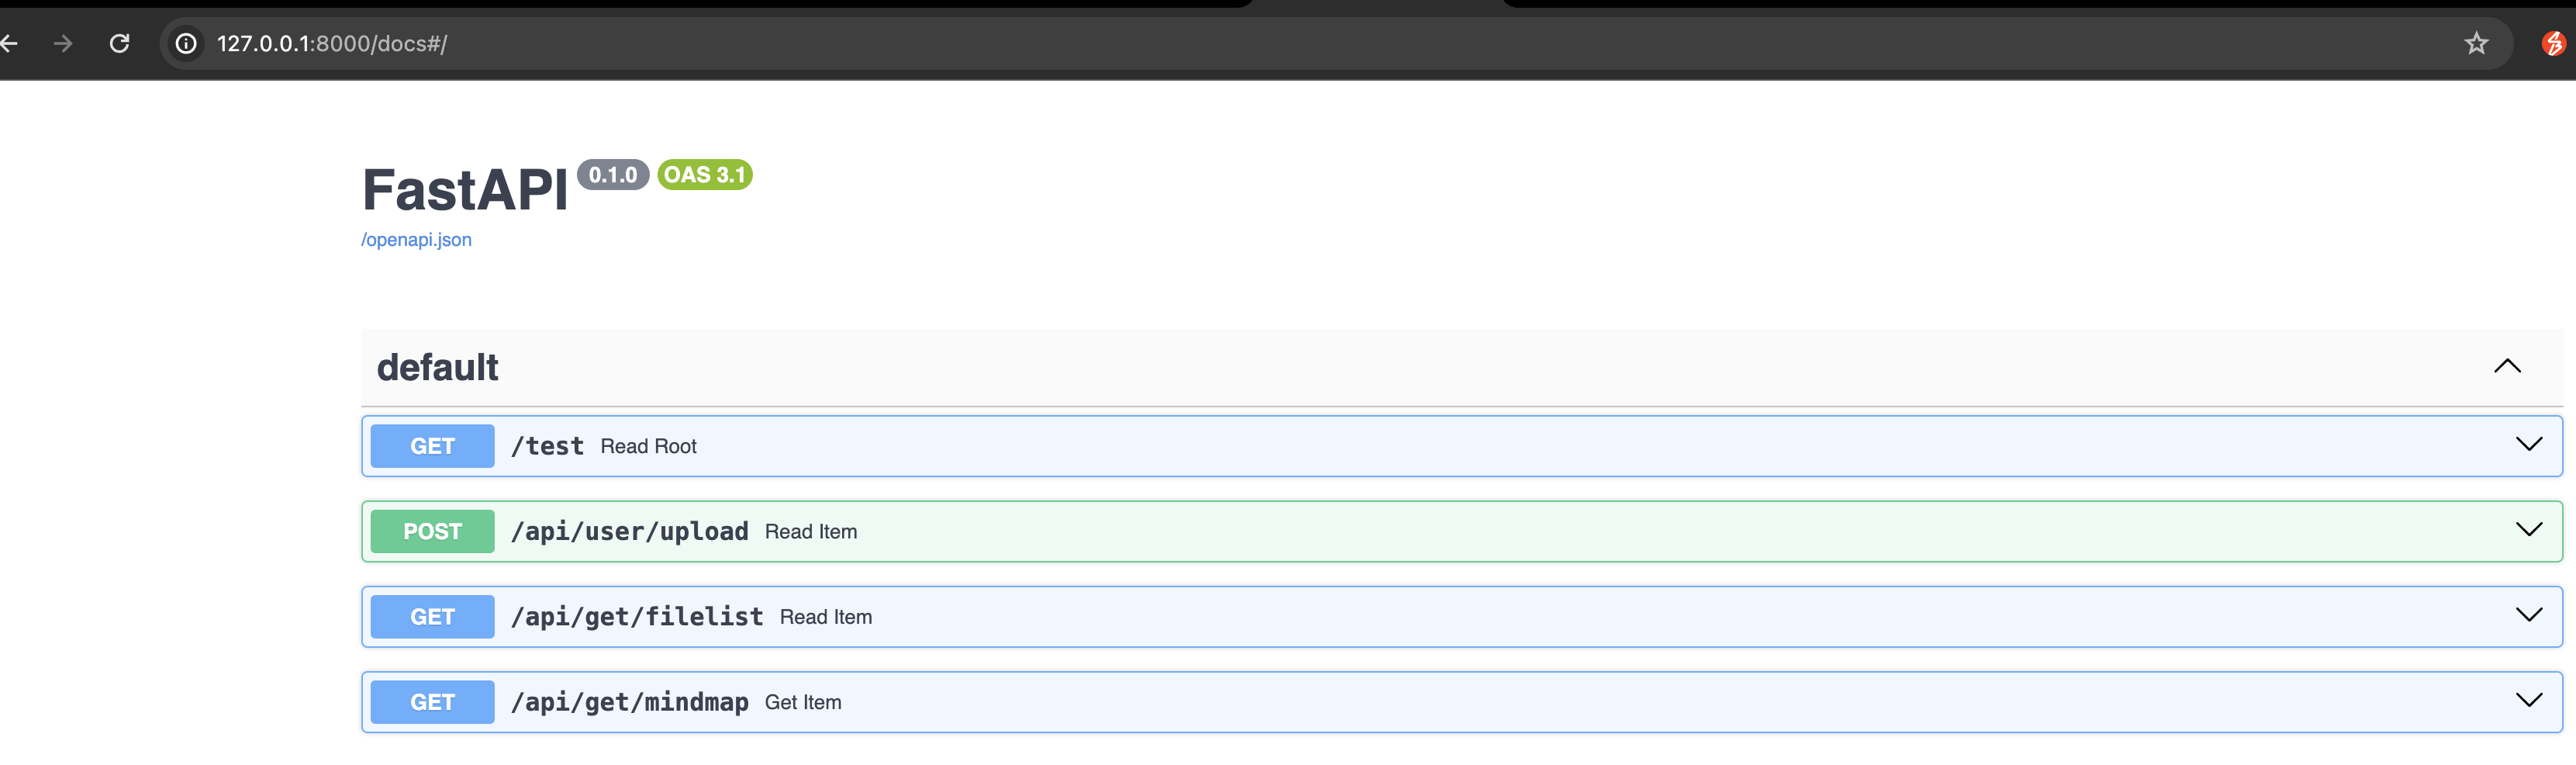 127.0.0.1:8000/docs#/
FastAPI 0.1.0 OAS 3.1
/openapi.json
default
GET /test Read Root
POST /api/user/upload Read Item
GET /api/get/filelist Read Item
GET /api/get/mindmap Get Item